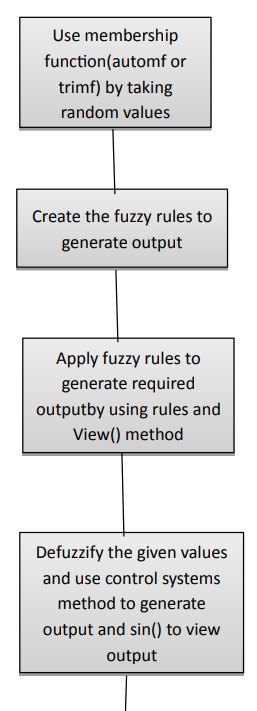 Use membership
function(automf or
trimf) by taking
random values
Create the fuzzy rules to
generate output
Apply fuzzy rules to
generate required
outputby using rules and
View() method
Defuzzify the given values
and use control systems
method to generate
output and sin() to view
output